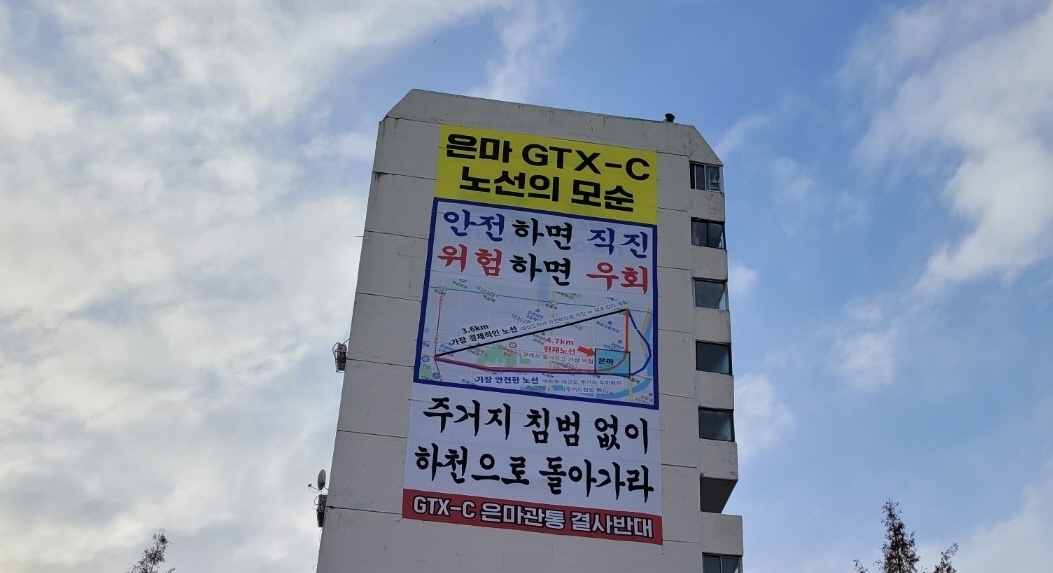 은마 GTX-C
노선의 모순
안전하면 직진
위험하면 우회
3.6km
가장 경제적인 노선
4.7km
현재노선
은마
가장 안전한 노선
주거지 침범 없이
하천으로 돌아가라
GTX-C 은마관통 결사반대